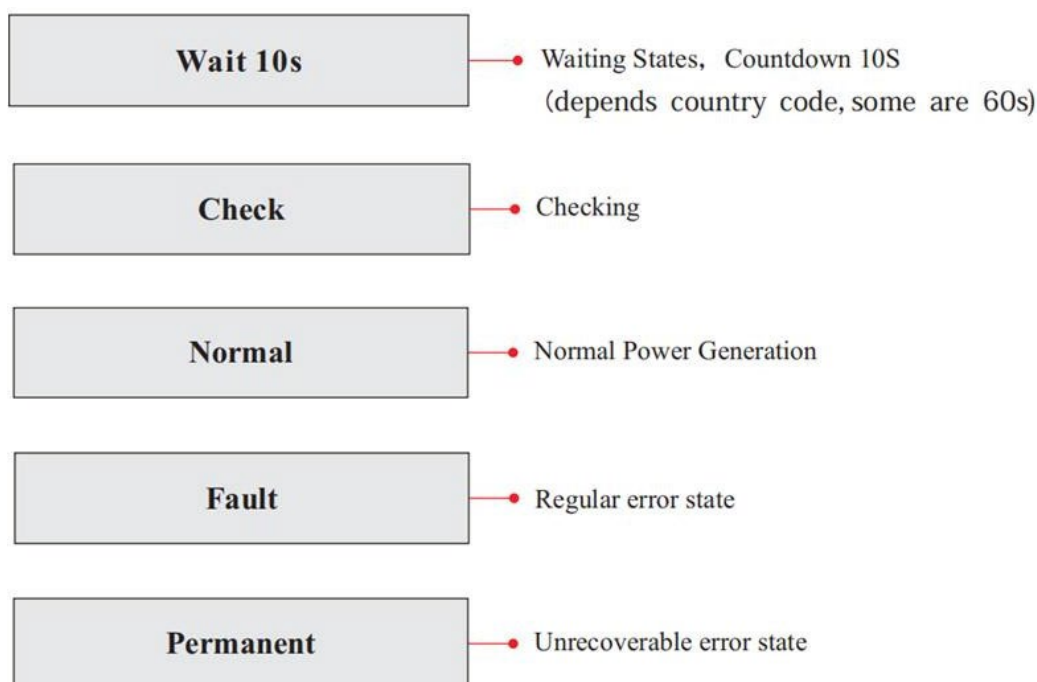 Wait 10s
Waiting States, Countdown 10S
(depends country code, some are 60s)
Check
Checking
Normal
Normal Power Generation
Fault
Regular error state
Permanent
Unrecoverable error state